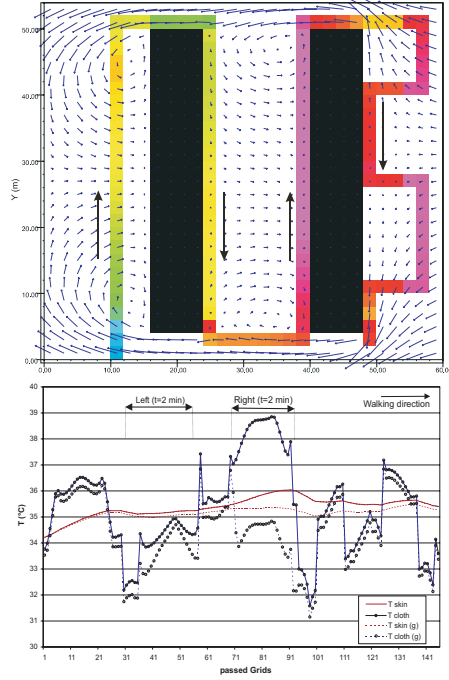 50,00
40,00
Y (m)
30,00
20,00
10,00
0,00
0,00 10,00 20,00 30,00 40,00 50,00 60,0
40
Left (t=2 min)
Right (t=2 min)
Walking direction
39
38
37
36
T (°C)
35
34
33
32
31
30
T skin
T cloth
T skin (g)
T cloth (g)
1 11 21 31 41 51 61 71 81 91 101 111 121 131 141
passed Grids